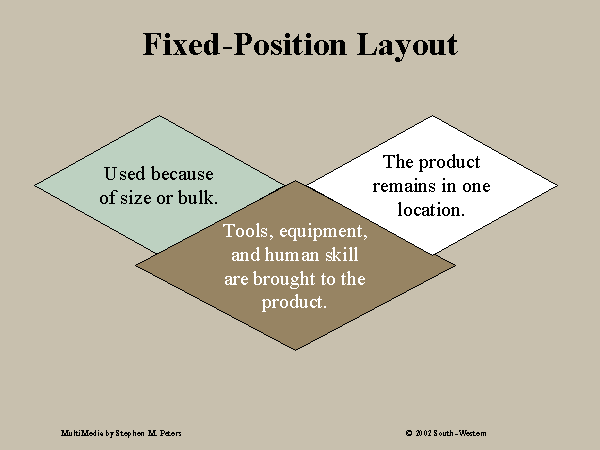 Fixed-Position Layout
Used because
of size or bulk.
The product
remains in one
location.
Tools, equipment,
and human skill
are brought to the
product.
MultiMedia by Stephen M. Peters
© 2002 South-Western